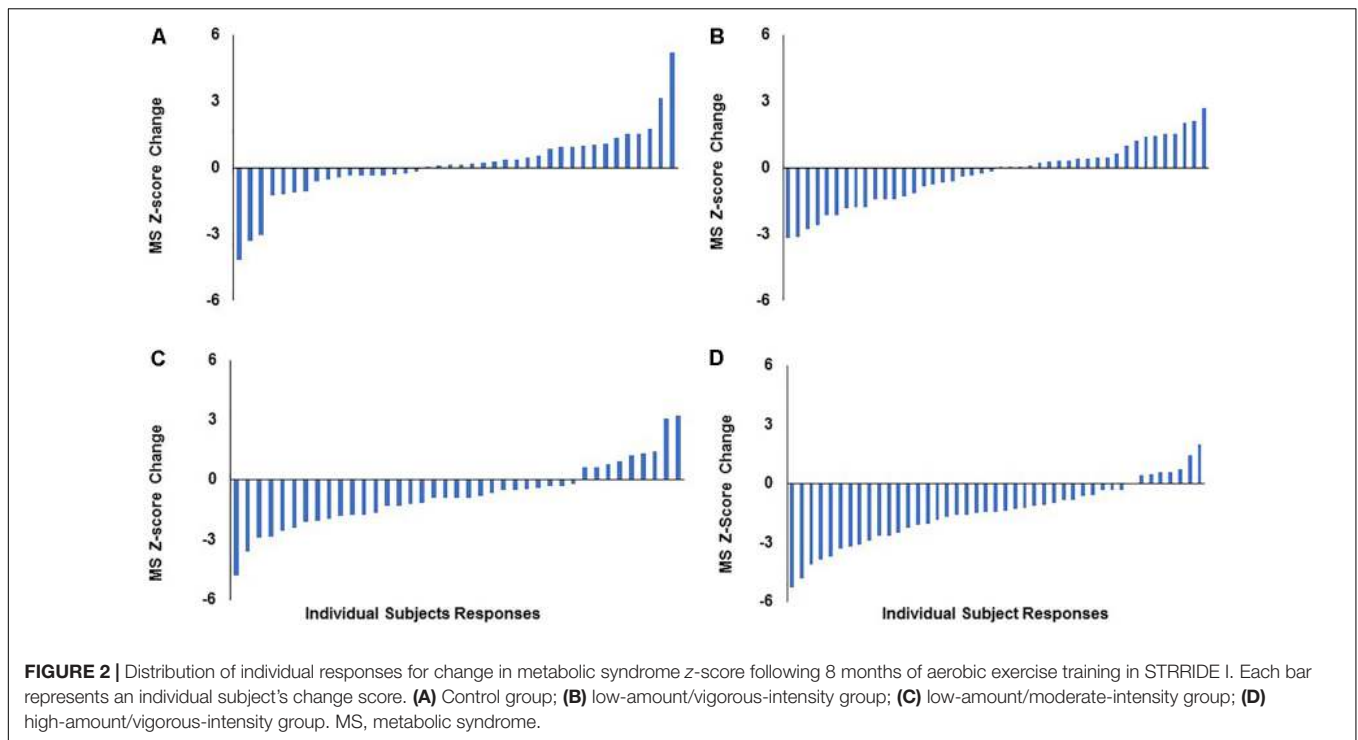 A
6
3
0
-3
-6
MS Z-score Change
B
6
3
0
-3
-6
MS Z-score Change
C
6
3
0
-3
-6
MS Z-score Change
Individual Subjects Responses
D
6
3
0
-3
-6
MS Z-Score Change
Individual Subject Responses
FIGURE 2 | Distribution of individual responses for change in metabolic syndrome z-score following 8 months of aerobic exercise training in STRRIDE I. Each bar
represents an individual subject's change score. (A) Control group; (B) low-amount/vigorous-intensity group; (C) low-amount/moderate-intensity group; (D)
high-amount/vigorous-intensity group. MS, metabolic syndrome.